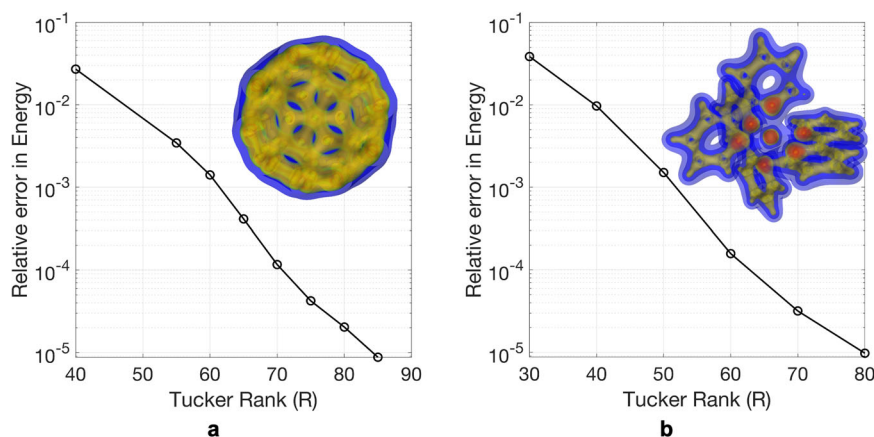 Relative error in Energy
10^-1
10^-2
10^-3
10^-4
10^-5
40 50 60 70 80 90
Tucker Rank (R)
a
Relative error in Energy
10^-1
10^-2
10^-3
10^-4
10^-5
30 40 50 60 70 80
Tucker Rank (R)
b